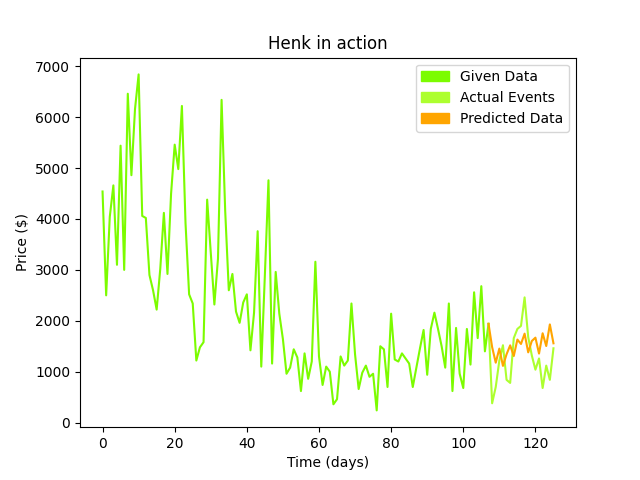 Henk in action
Given Data
Actual Events
Predicted Data
Price ($)
7000
6000
5000
4000
3000
2000
1000
0
0 20 40 60 80 100 120
Time (days)